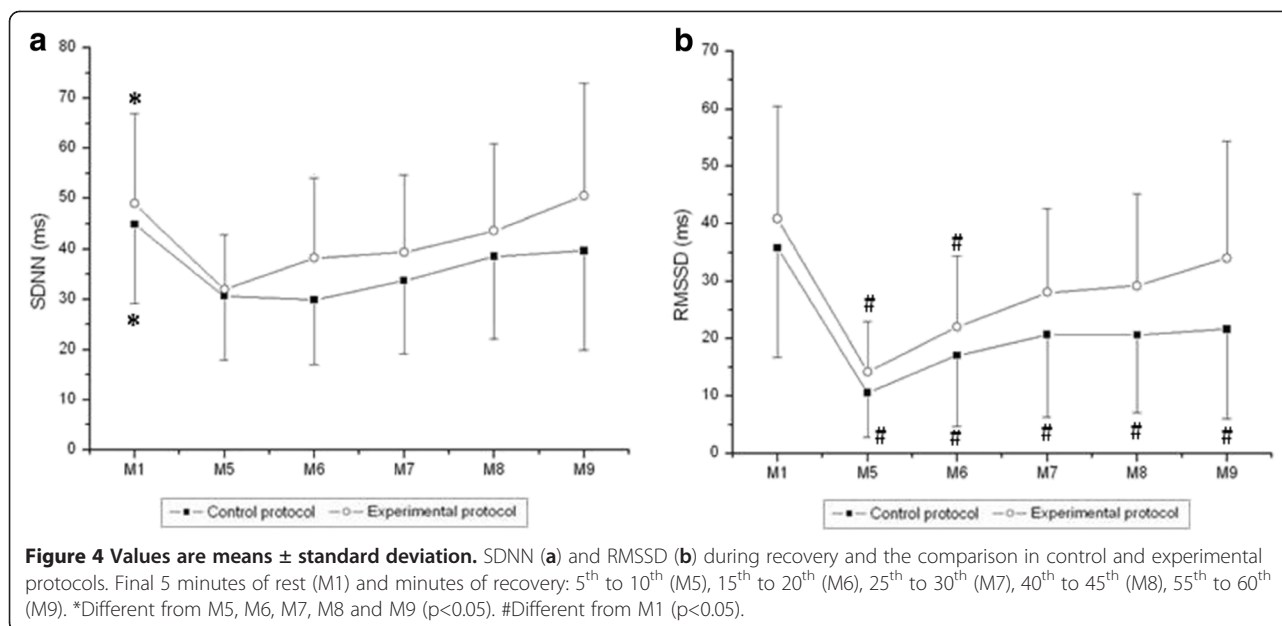 a
80
70
60
50
40
30
20
10
0
SDNN (ms)
*
*
M1 M5 M6 M7 M8 M9
Control protocol Experimental protocol
b
70
60
50
40
30
20
10
0
RMSSD (ms)
# #
# # # # #
M1 M5 M6 M7 M8 M9
Control protocol Experimental protocol
Figure 4 Values are means ± standard deviation. SDNN (a) and RMSSD (b) during recovery and the comparison in control and experimental
protocols. Final 5 minutes of rest (M1) and minutes of recovery: 5th to 10th (M5), 15th to 20th (M6), 25th to 30th (M7), 40th to 45th (M8), 55th to 60th
(M9). *Different from M5, M6, M7, M8 and M9 (p<0.05). #Different from M1 (p<0.05).